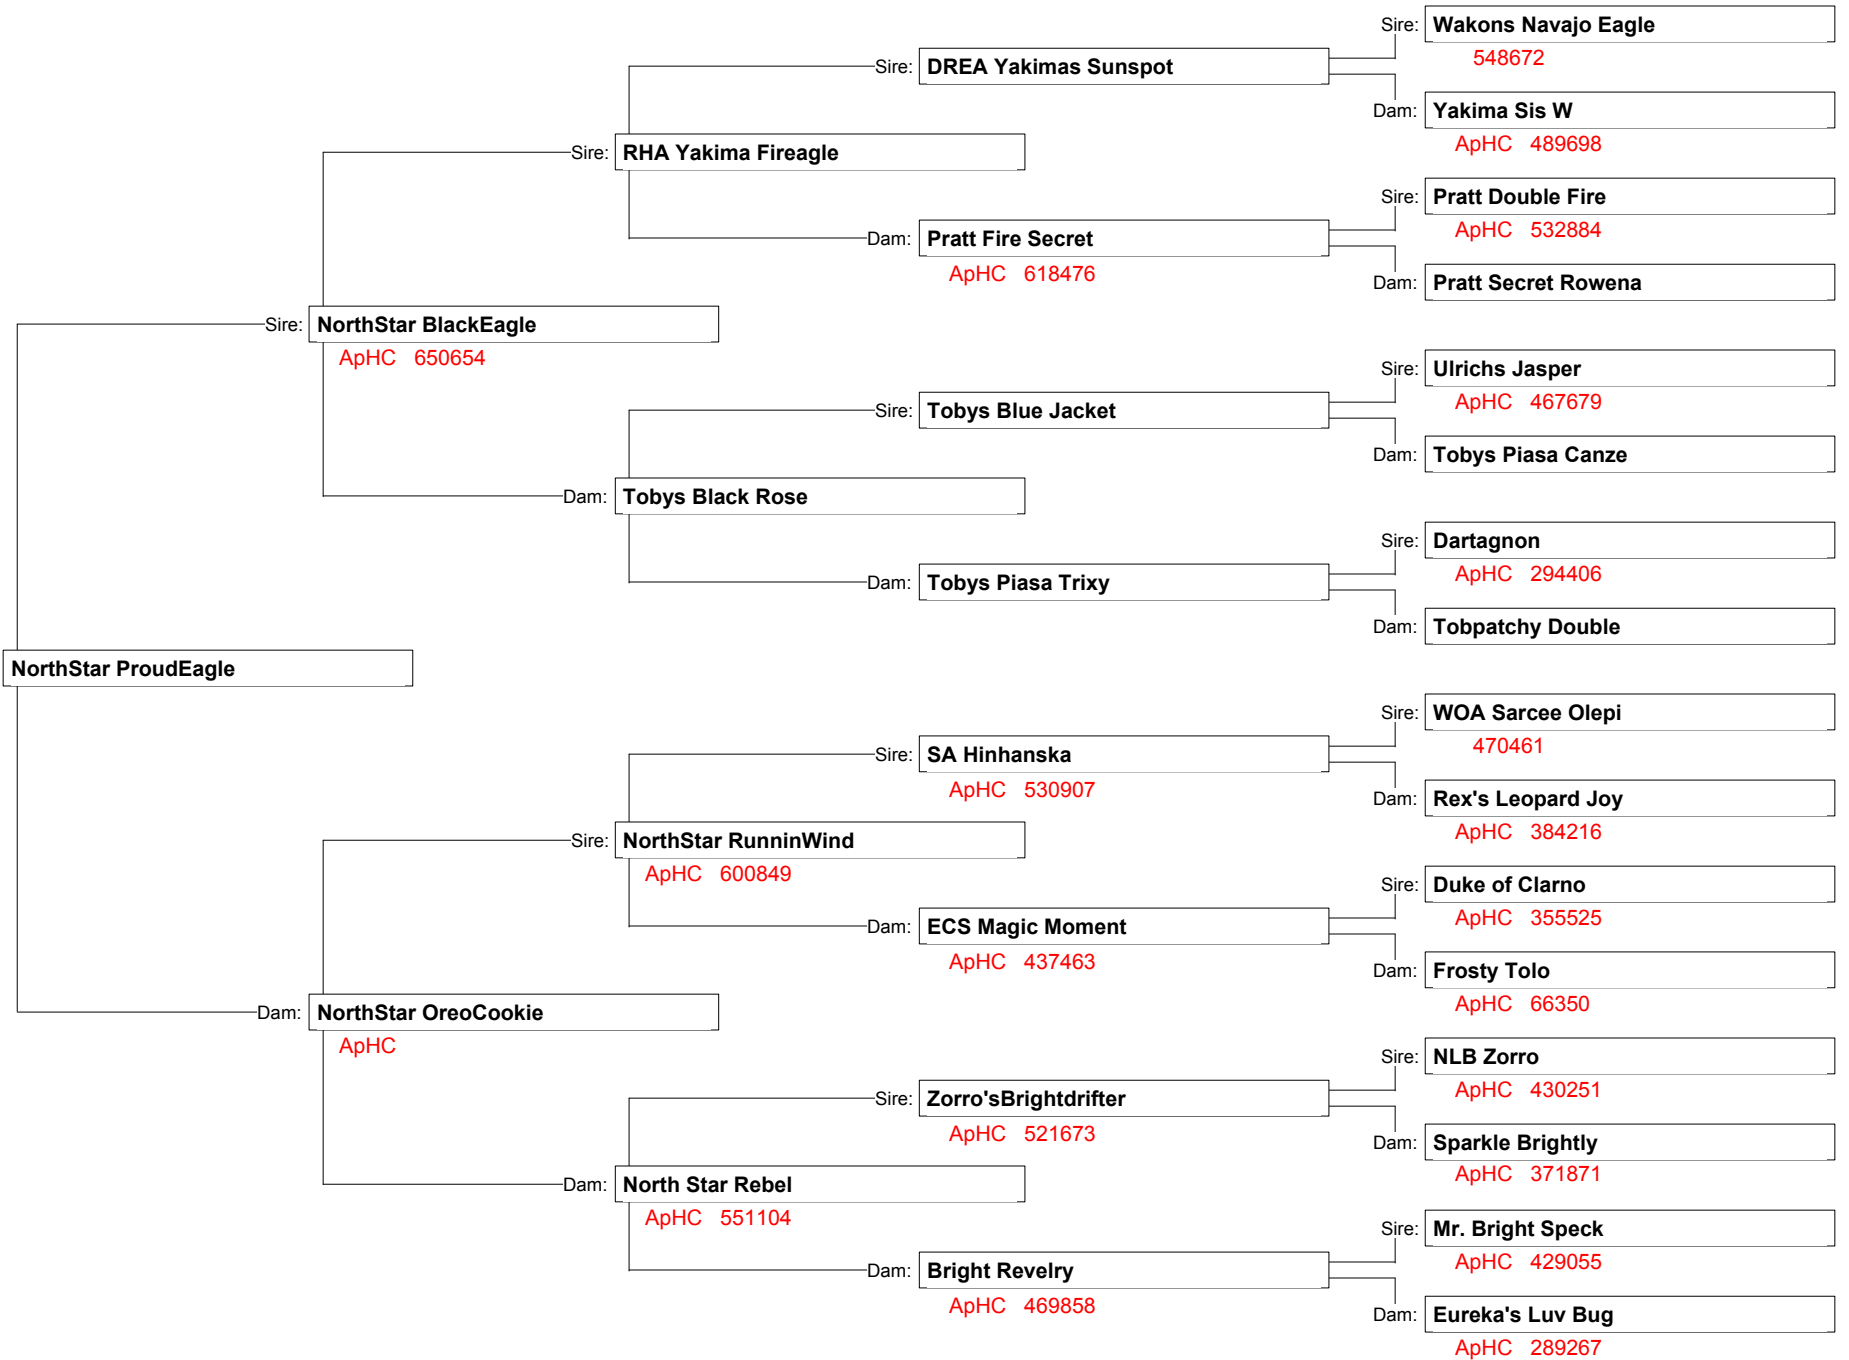 Sire: Wakons Navajo Eagle
548672
Sire: DREA Yakimas Sunspot
Dam: Yakima Sis W
ApHC 489698
Sire: RHA Yakima Fireagle
Sire: Pratt Double Fire
ApHC 532884
Dam: Pratt Fire Secret
ApHC 618476
Dam: Pratt Secret Rowena
Sire: NorthStar BlackEagle
ApHC 650654
Sire: Ulrichs Jasper
ApHC 467679
Sire: Tobys Blue Jacket
Dam: Tobys Piasa Canze
Dam: Tobys Black Rose
Sire: Dartagnon
ApHC 294406
Dam: Tobys Piasa Trixy
Dam: Tobpatchy Double
NorthStar ProudEagle
Sire: WOA Sarcee Olepi
470461
Sire: SA Hinhanska
ApHC 530907
Dam: Rex's Leopard Joy
ApHC 384216
Sire: NorthStar RunninWind
ApHC 600849
Sire: Duke of Clarno
ApHC 355525
Dam: ECS Magic Moment
ApHC 437463
Dam: Frosty Tolo
ApHC 66350
Dam: NorthStar OreoCookie
ApHC
Sire: NLB Zorro
ApHC 430251
Sire: Zorro'sBrightdrifter
ApHC 521673
Dam: Sparkle Brightly
ApHC 371871
Dam: North Star Rebel
ApHC 551104
Sire: Mr. Bright Speck
ApHC 429055
Dam: Bright Revelry
ApHC 469858
Dam: Eureka's Luv Bug
ApHC 289267